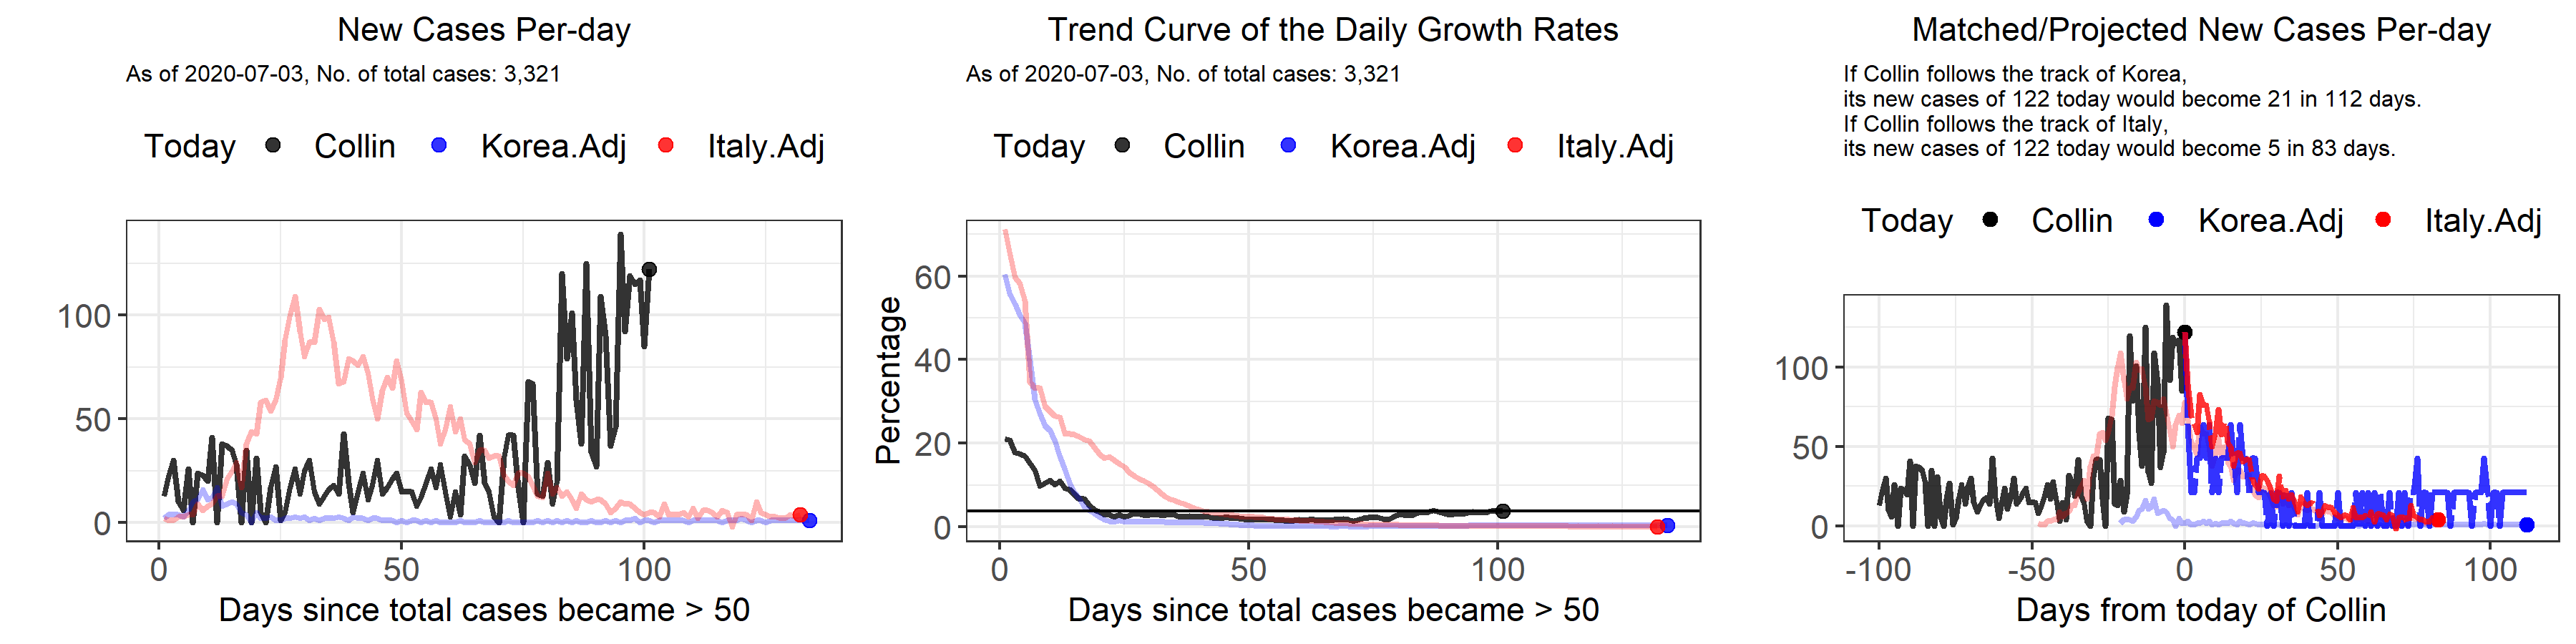 New Cases Per-day
As of 2020-07-03, No. of total cases: 3,321
Today Collin Korea.Adj Italy.Adj
100
50
0
0 50 100
Days since total cases became > 50
Trend Curve of the Daily Growth Rates
As of 2020-07-03, No. of total cases: 3,321
Today Collin Korea.Adj Italy.Adj
Percentage
60
40
20
0
0 50 100
Days since total cases became > 50
Matched/Projected New Cases Per-day
If Collin follows the track of Korea,
its new cases of 122 today would become 21 in 112 days.
If Collin follows the track of Italy,
its new cases of 122 today would become 5 in 83 days.
Today Collin Korea.Adj Italy.Adj
100
50
0
-100 -50 0 50 100
Days from today of Collin